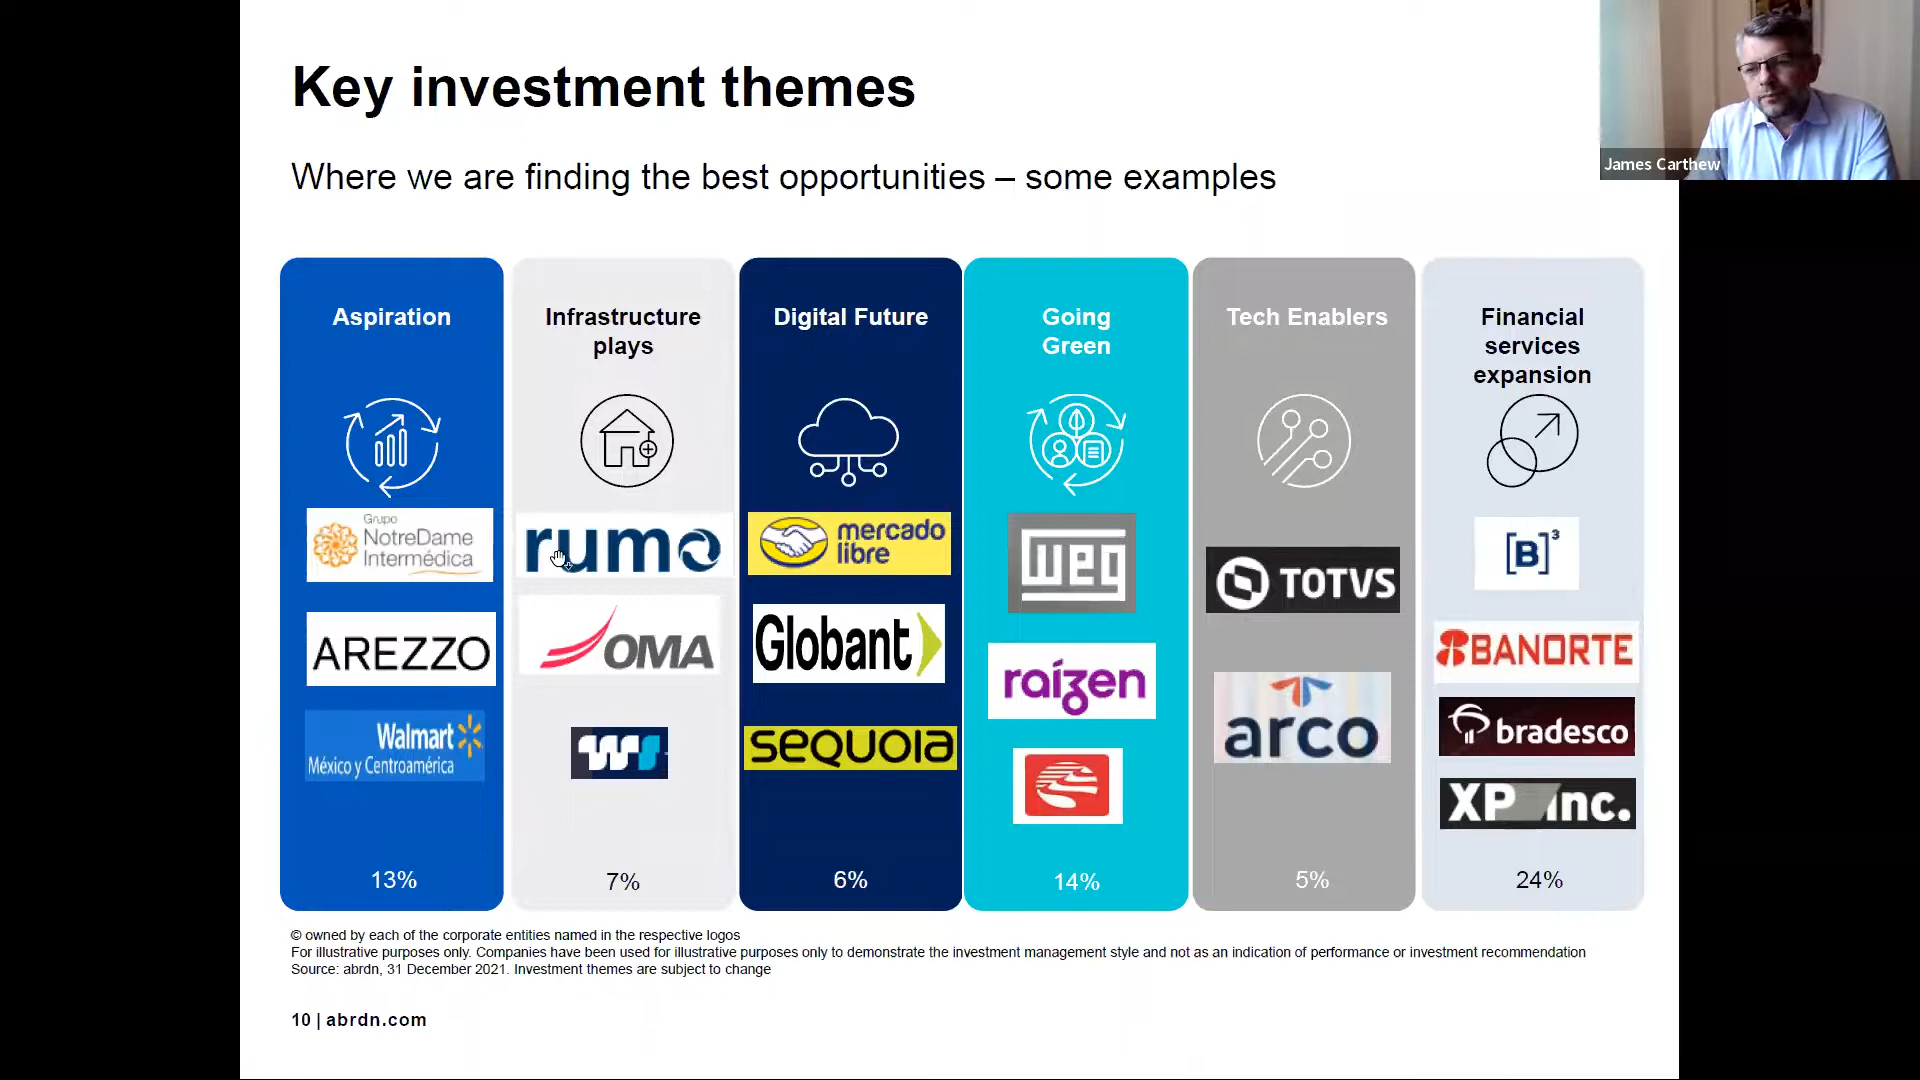 Key investment themes
James Carthew
Where we are finding the best opportunities – some examples
Aspiration
Grupo
NotreDame
Intermédica
AREZZO
Walmart
México y Centroamérica
13%
Infrastructure
plays
rumo
OMA
7%
Digital Future
mercado
libre
Globant
sequoia
6%
Going
Green
weg
raízen
14%
Tech Enablers
TOTVS
arco
5%
Financial
services
expansion
[B]³
BANORTE
bradesco
XP inc.
24%
© owned by each of the corporate entities named in the respective logos
For illustrative purposes only. Companies have been used for illustrative purposes only to demonstrate the investment management style and not as an indication of performance or investment recommendation
Source: abrdn, 31 December 2021. Investment themes are subject to change
10 | abrdn.com